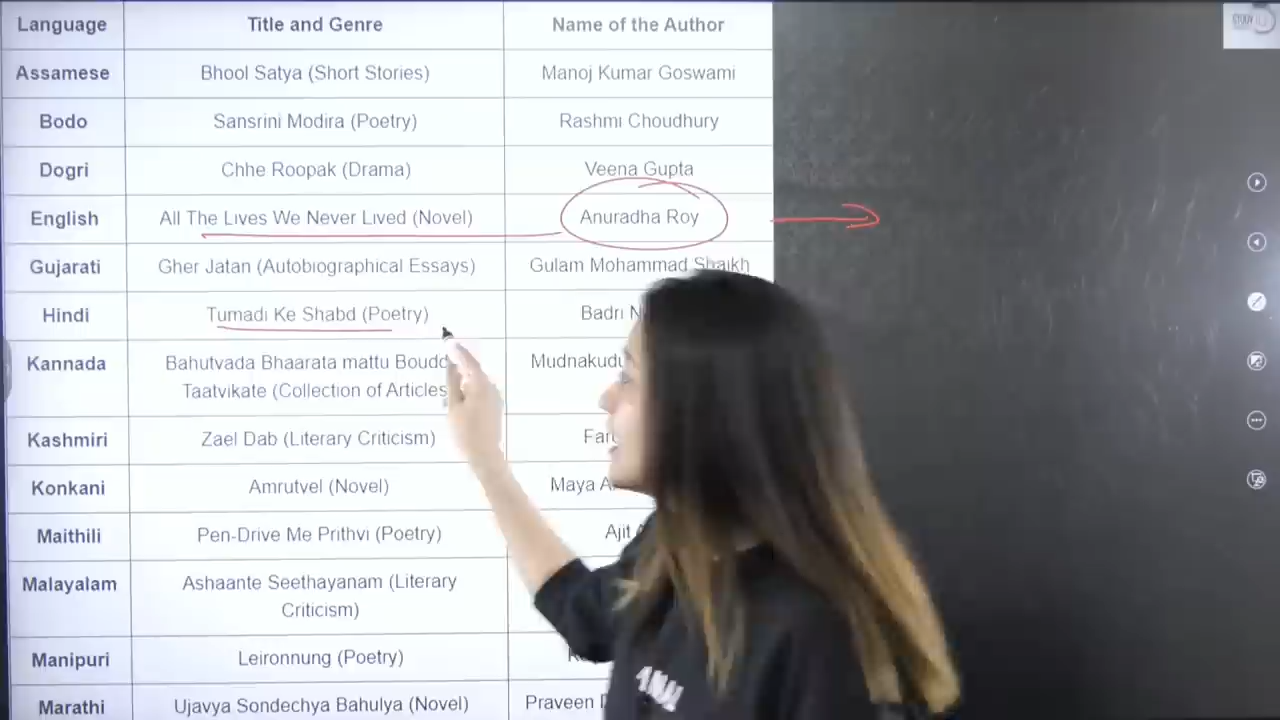 Language Title and Genre Name of the Author
Assamese Bhool Satya (Short Stories) Manoj Kumar Goswami
Bodo Sansrini Modira (Poetry) Rashmi Choudhury
Dogri Chhe Roopak (Drama) Veena Gupta
English All The Lives We Never Lived (Novel) Anuradha Roy
Gujarati Gher Jatan (Autobiographical Essays) Gulam Mohammad Shaikh
Hindi Tumadi Ke Shabd (Poetry) Badri
Kannada Bahutvada Bhaarata mattu
Taatvikate (Collection of Articles
Kashmiri Zael Dab (Literary Criticism)
Konkani Amrutvel (Novel) Maya
Maithili Pen-Drive Me Prithvi (Poetry) Ajit
Malayalam Ashaante Seethayanam (Literary
Criticism)
Manipuri Leironnung (Poetry)
Marathi Ujavya Sondechya Bahulya (Novel) Praveen
STUDY